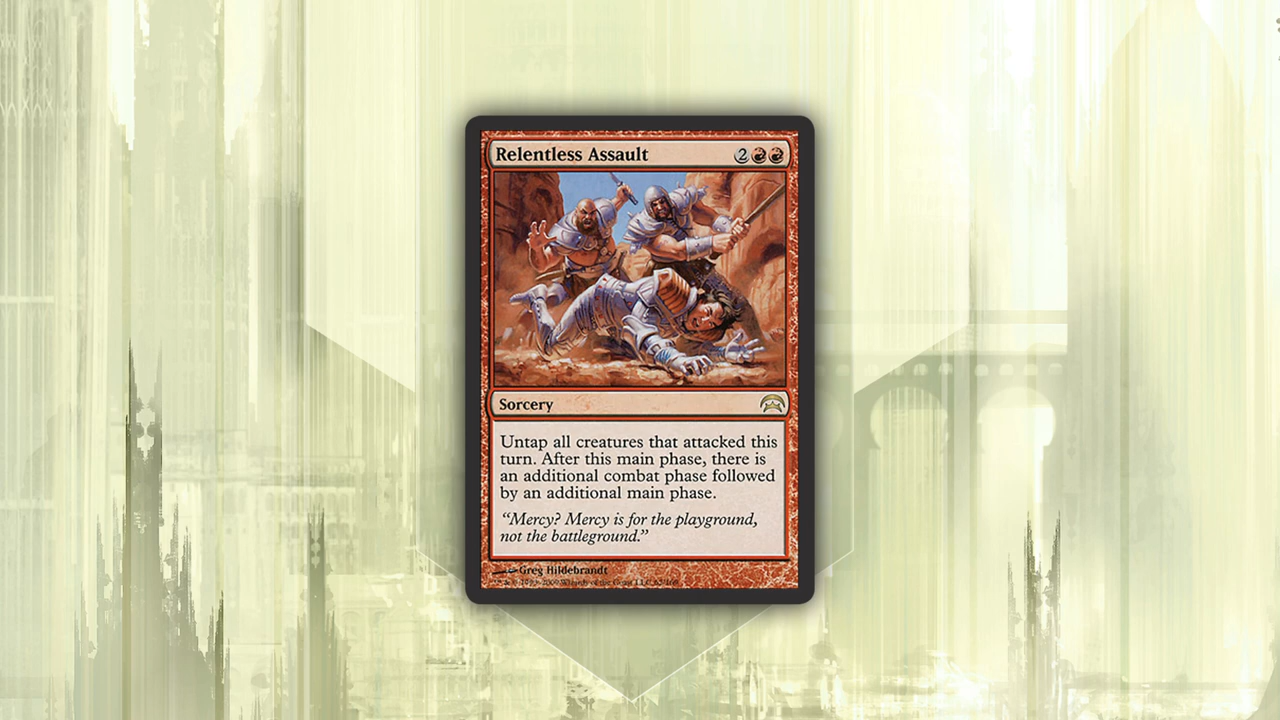 Relentless Assault 2
Sorcery
Untap all creatures that attacked this
turn. After this main phase, there is
an additional combat phase followed
by an additional main phase.
“Mercy? Mercy is for the playground,
not the battleground.”
Greg Hildebrandt